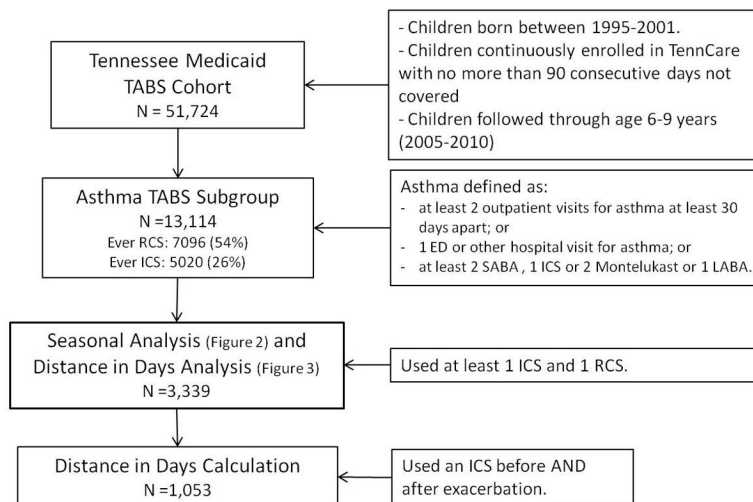 Tennessee Medicaid
TABS Cohort
N = 51,724
- Children born between 1995-2001.
- Children continuously enrolled in TennCare
with no more than 90 consecutive days not
covered
- Children followed through age 6-9 years
(2005-2010)
Asthma TABS Subgroup
N =13,114
Ever RCS: 7096 (54%)
Ever ICS: 5020 (26%)
Asthma defined as:
- at least 2 outpatient visits for asthma at least 30
days apart; or
- 1 ED or other hospital visit for asthma; or
- at least 2 SABA , 1 ICS or 2 Montelukast or 1 LABA.
Seasonal Analysis (Figure 2) and
Distance in Days Analysis (Figure 3)
N =3,339
Used at least 1 ICS and 1 RCS.
Distance in Days Calculation
N =1,053
Used an ICS before AND
after exacerbation.